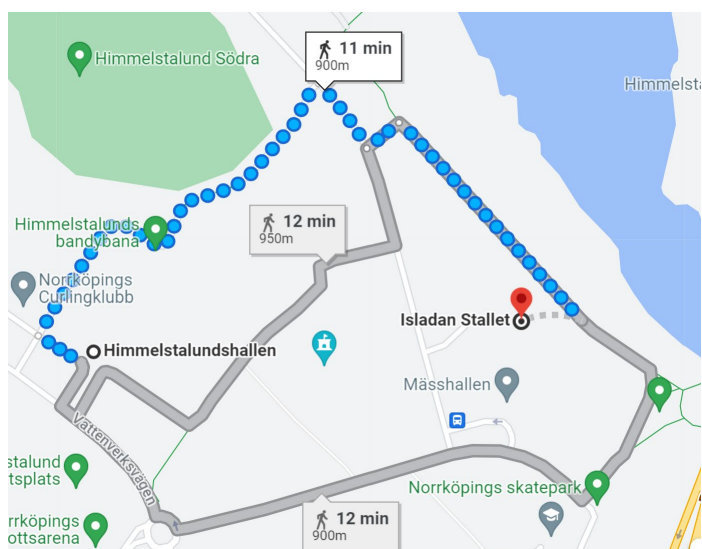 Himmelstalund Södra
11 min
900m
Himmelsta
Himmelstalunds
bandybana
12 min
950m
Norrköpings
Curlingklubb
Isladan Stallet
Himmelstalundshallen
Mässhallen
Vattenverksvägen
stalund
tsplats
Norrköpings skatepark
rrköpings
ottsarena
12 min
900m